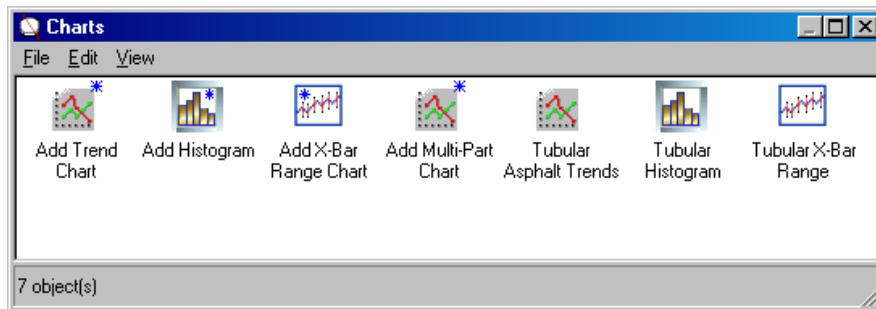 Charts
File Edit View
Add Trend Chart
Add Histogram
Add X-Bar Range Chart
Add Multi-Part Chart
Tubular Asphalt Trends
Tubular Histogram
Tubular X-Bar Range
7 object(s)